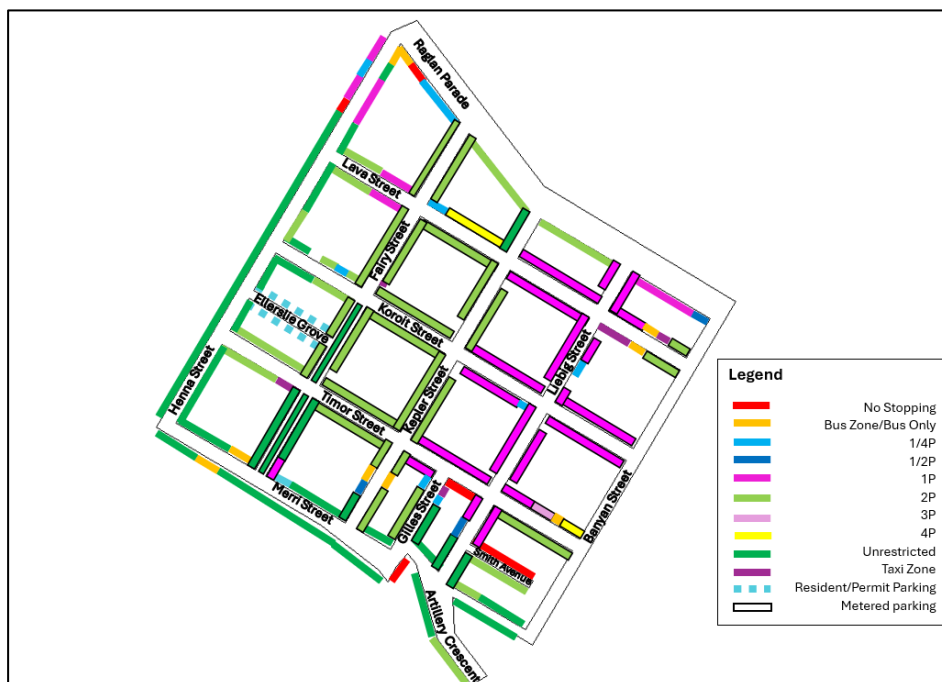 Raglan Parade
Lava Street
Fairy Street
Koroit Street
Ellerslie Grove
Liebig Street
Henna Street
Timor Street
Kepler Street
Merri Street
Gilles Street
Banyan Street
Smith Avenue
Artillery Crescent
Legend
No Stopping
Bus Zone/Bus Only
1/4P
1/2P
1P
2P
3P
4P
Unrestricted
Taxi Zone
Resident/Permit Parking
Metered parking